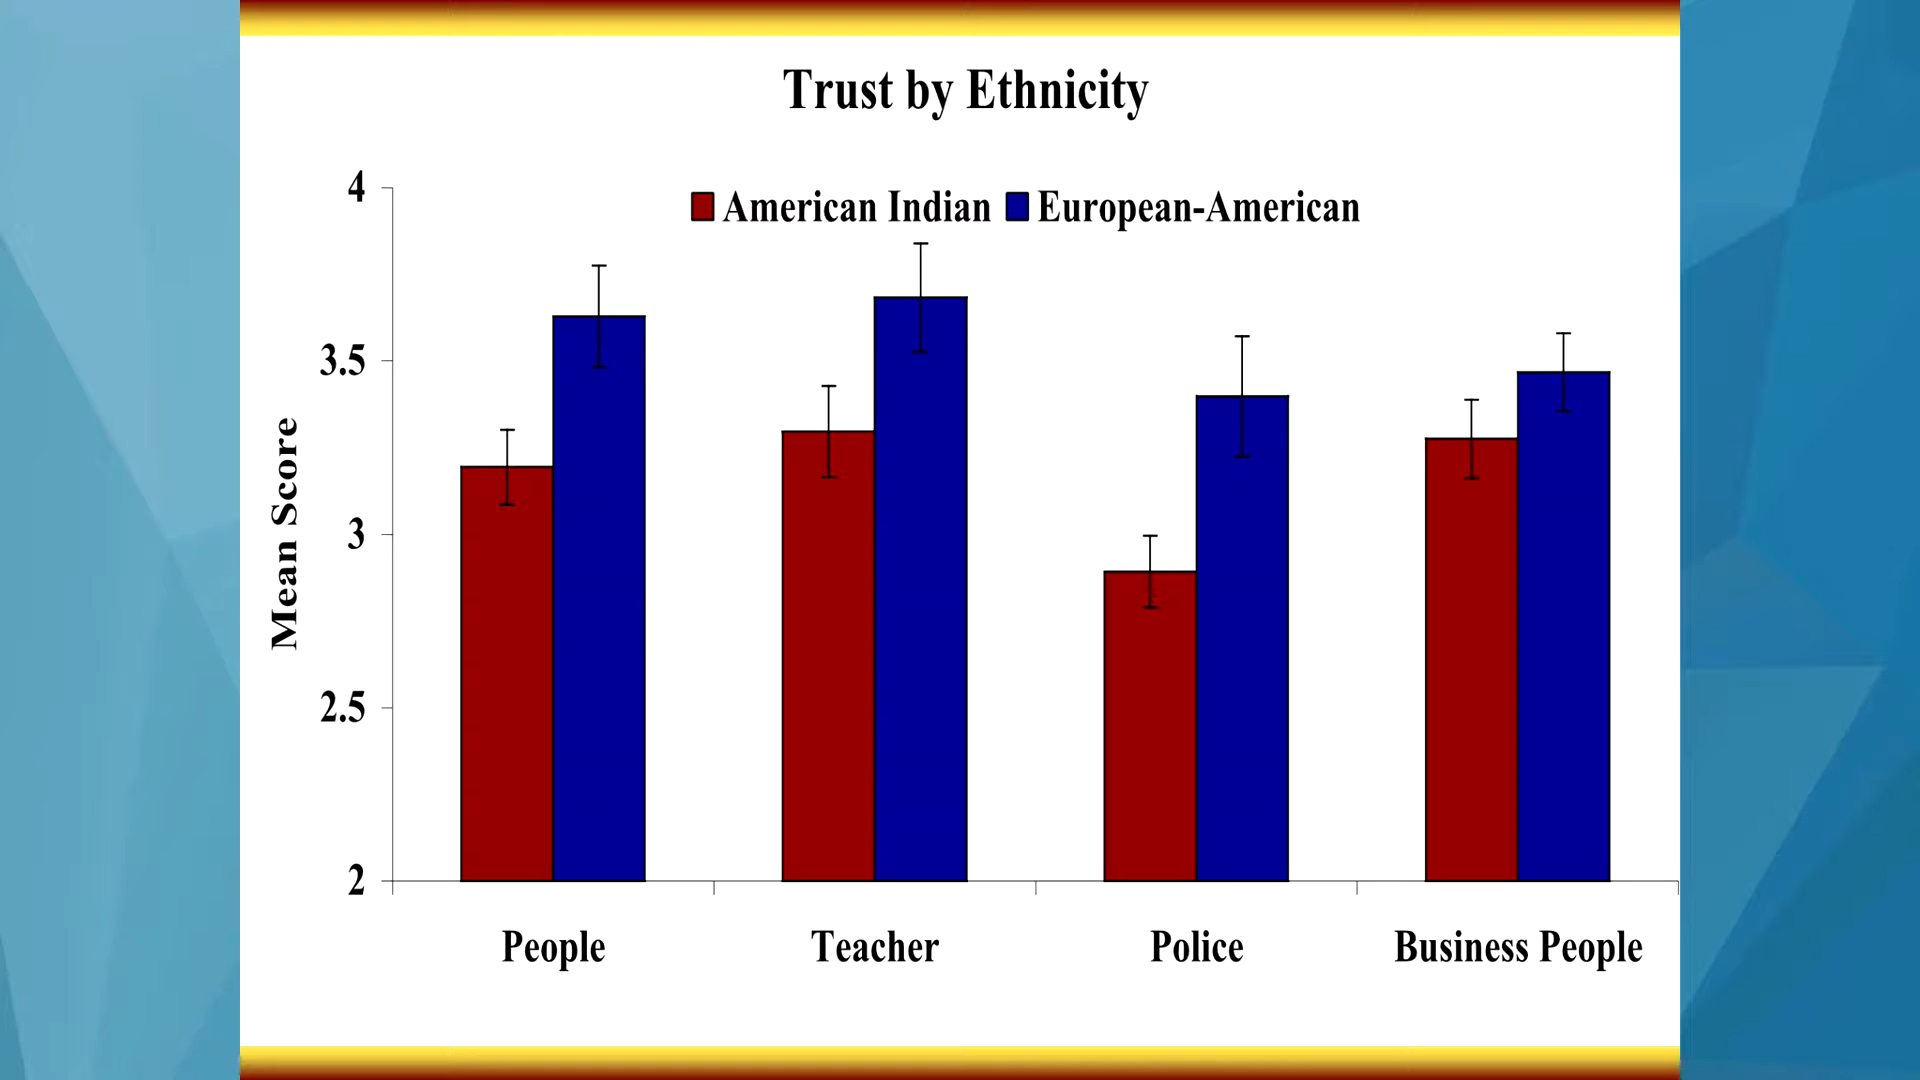 Trust by Ethnicity
American Indian European-American
4
3.5
3
2.5
2
Mean Score
People Teacher Police Business People